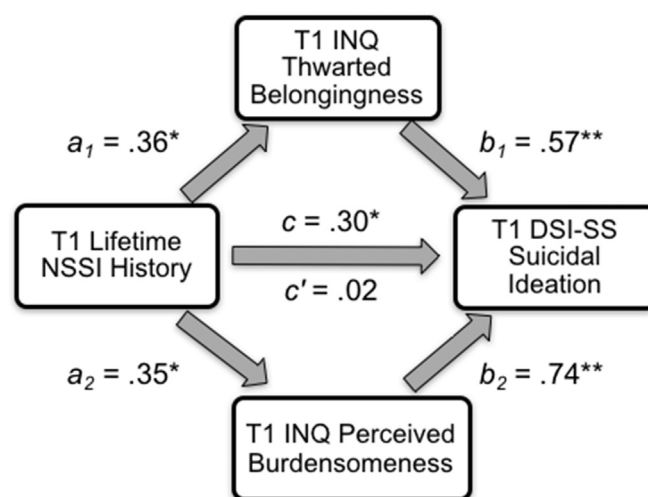 T1 INQ
Thwarted
Belongingness
a₁ = .36*
b₁ = .57**
T1 Lifetime
NSSI History
c = .30*
c' = .02
T1 DSI-SS
Suicidal
Ideation
a₂ = .35*
b₂ = .74**
T1 INQ Perceived
Burdensomeness